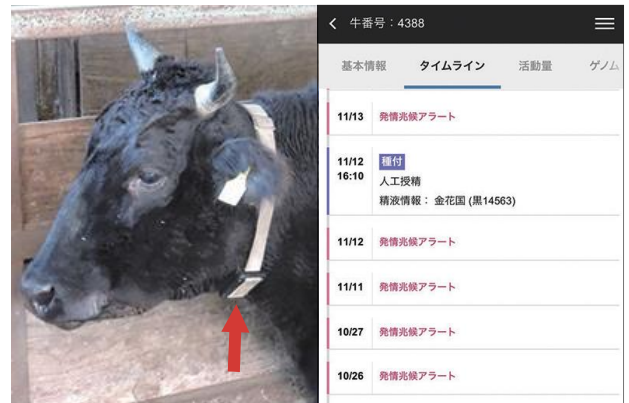 牛番号：4388
基本情報 タイムライン 活動量 ゲノム
11/13 発情兆候アラート
11/12 種付
16:10 人工授精
精液情報： 金花国 (黒14563)
11/12 発情兆候アラート
11/11 発情兆候アラート
10/27 発情兆候アラート
10/26 発情兆候アラート